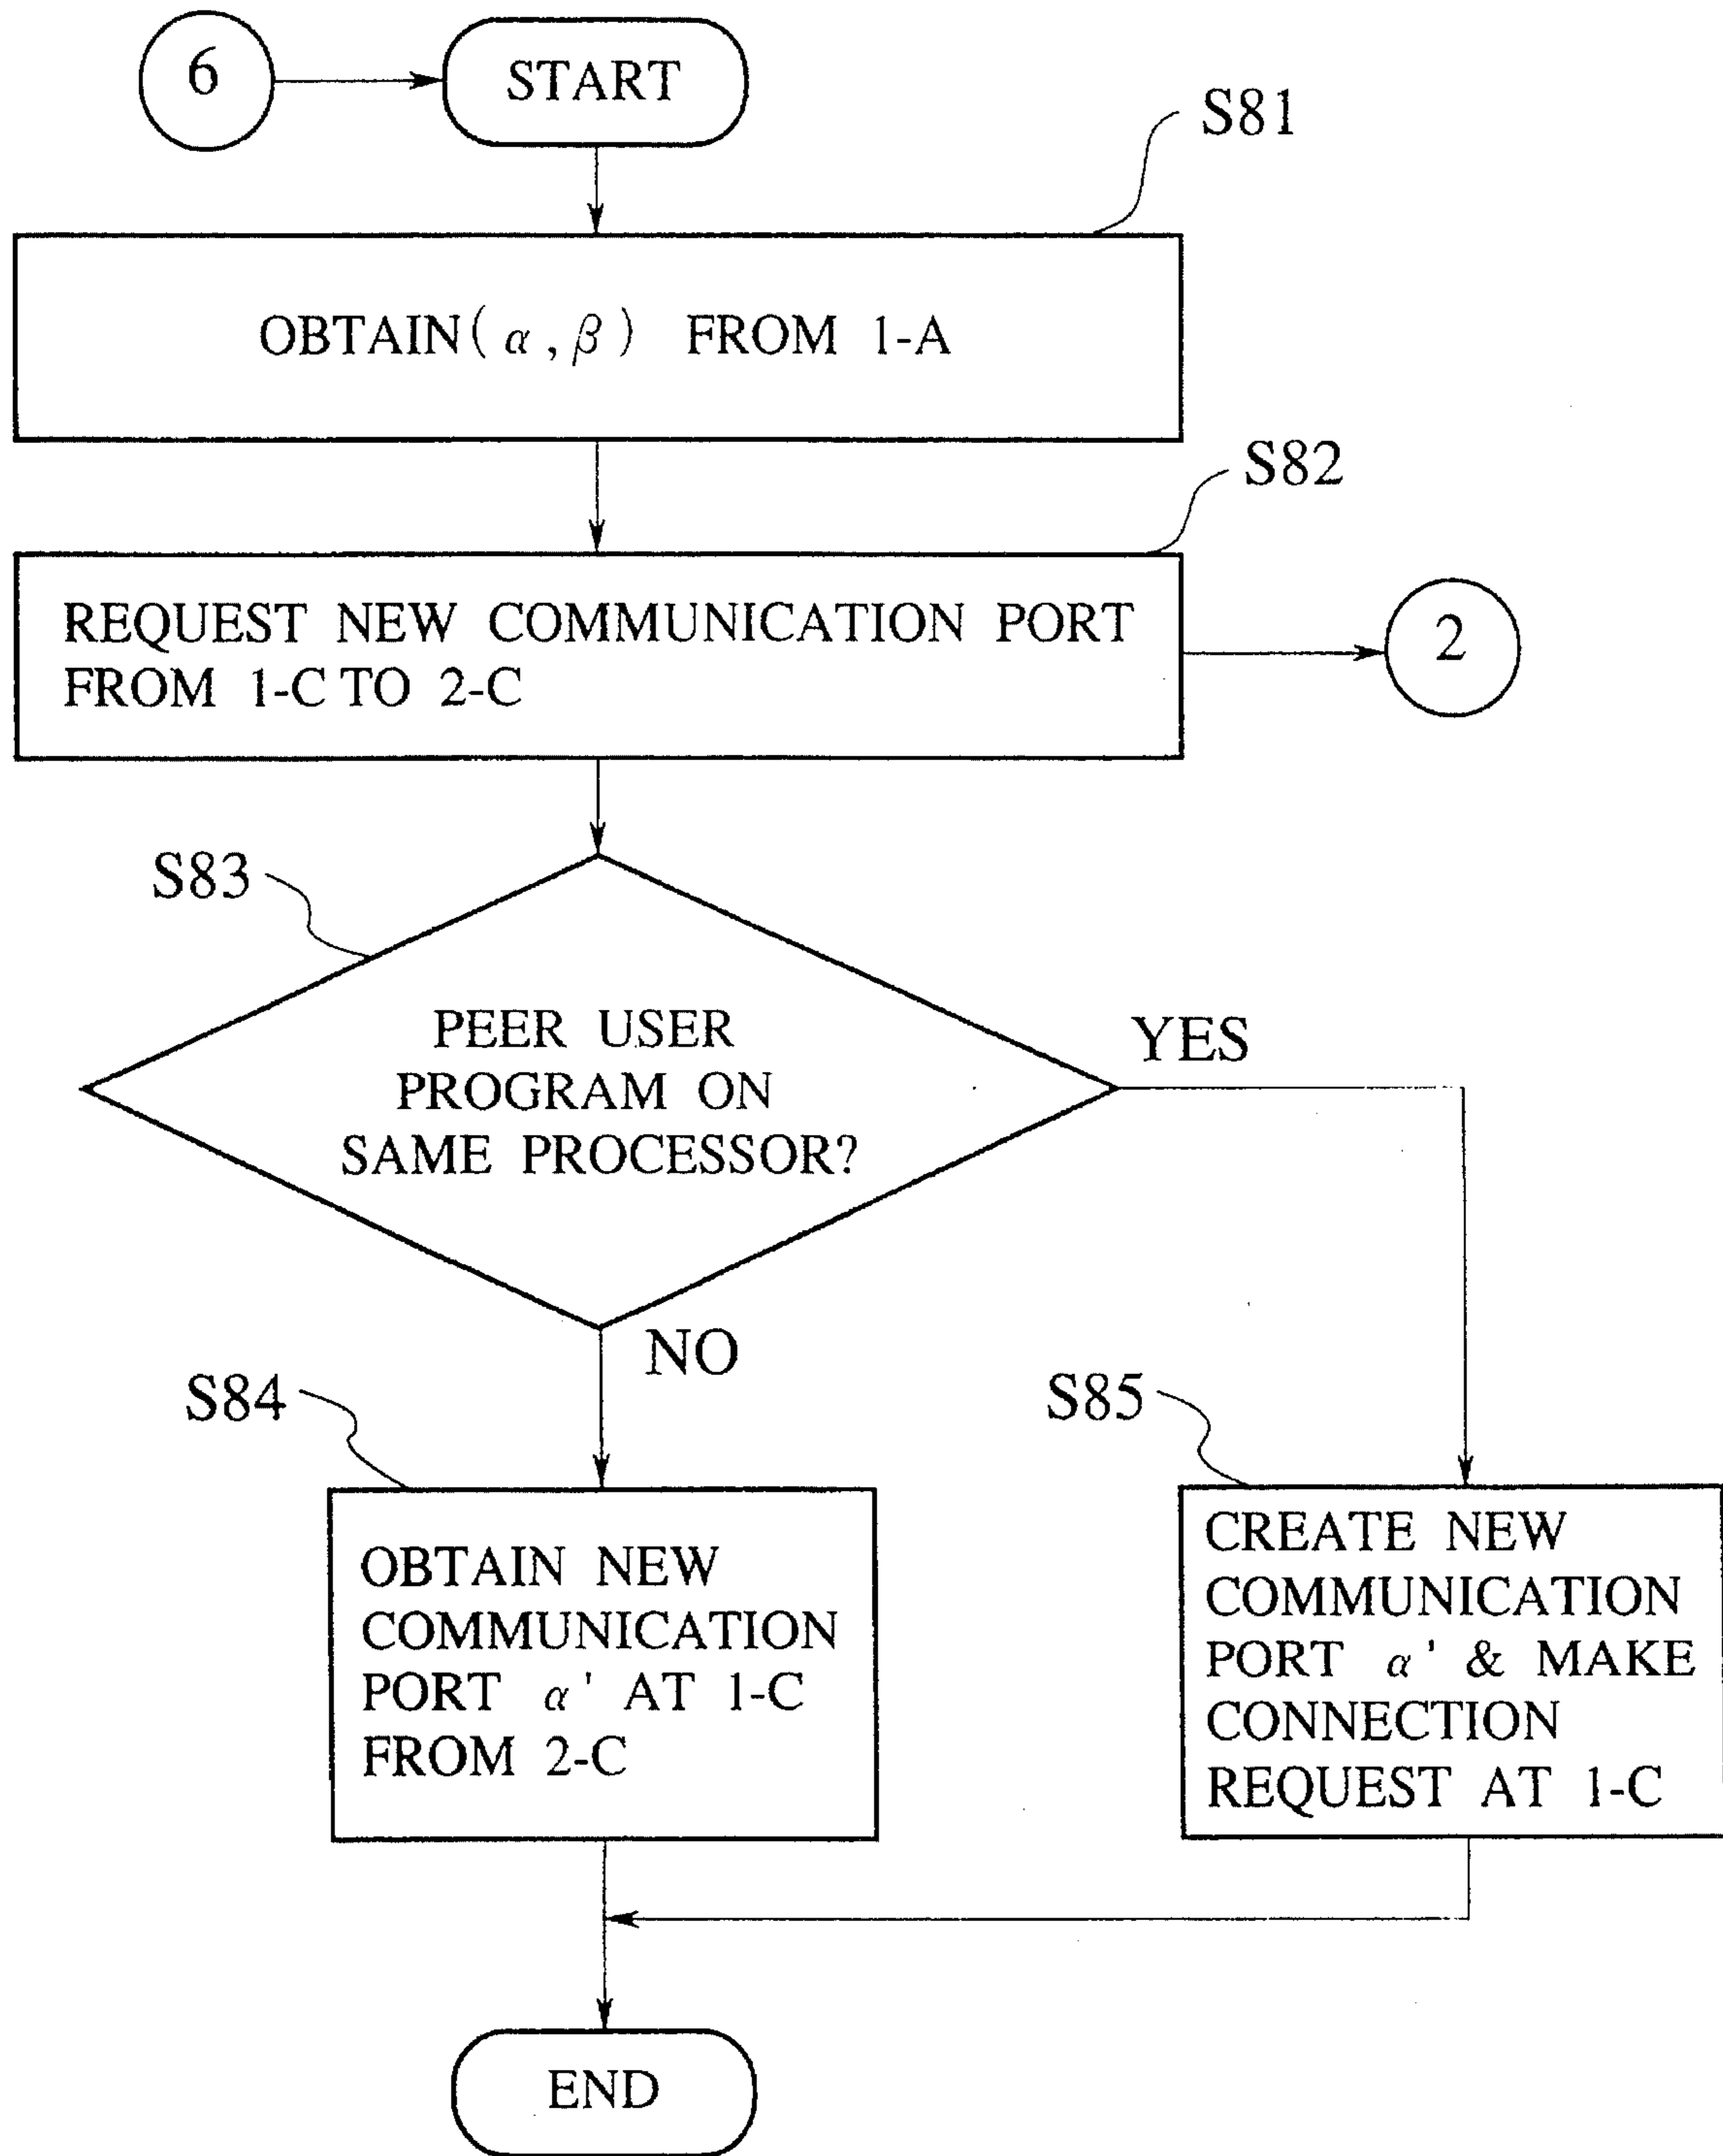 6
START
S81
OBTAIN(α,β) FROM 1-A
S82
REQUEST NEW COMMUNICATION PORT
FROM 1-C TO 2-C
2
S83
PEER USER
PROGRAM ON
SAME PROCESSOR?
YES
NO
S84
OBTAIN NEW
COMMUNICATION
PORT α' AT 1-C
FROM 2-C
S85
CREATE NEW
COMMUNICATION
PORT α' & MAKE
CONNECTION
REQUEST AT 1-C
END